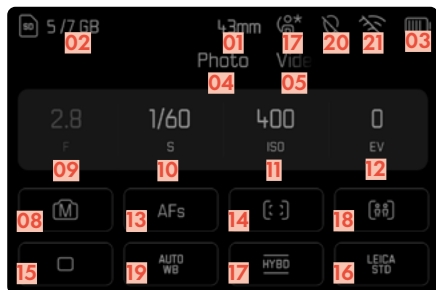 SD 5 /7 GB 43mm
02 01 17 20 21 03
Photo Vide
04 05
2.8 1/60 400 0
F S ISO EV
09 10 11 12
M AFs
08 13 14 18
AUTO WB HYBD LEICA STD
15 19 17 16